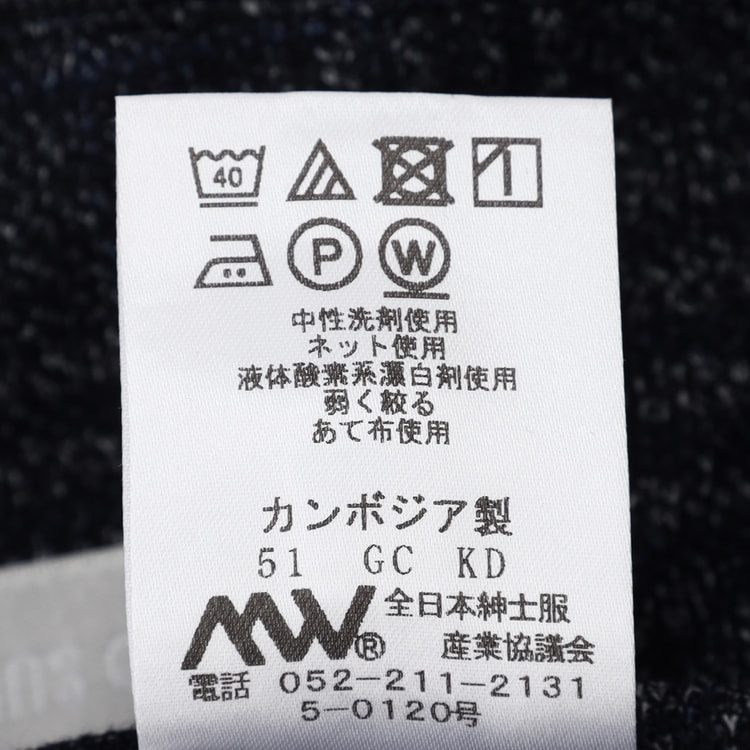 40
P W
中性洗剤使用
ネット使用
液体酸素系漂白剤使用
弱く絞る
あて布使用
カンボジア製
51 GC KD
MW® 全日本紳士服
産業協議会
電話 052-211-2131
5-0120号